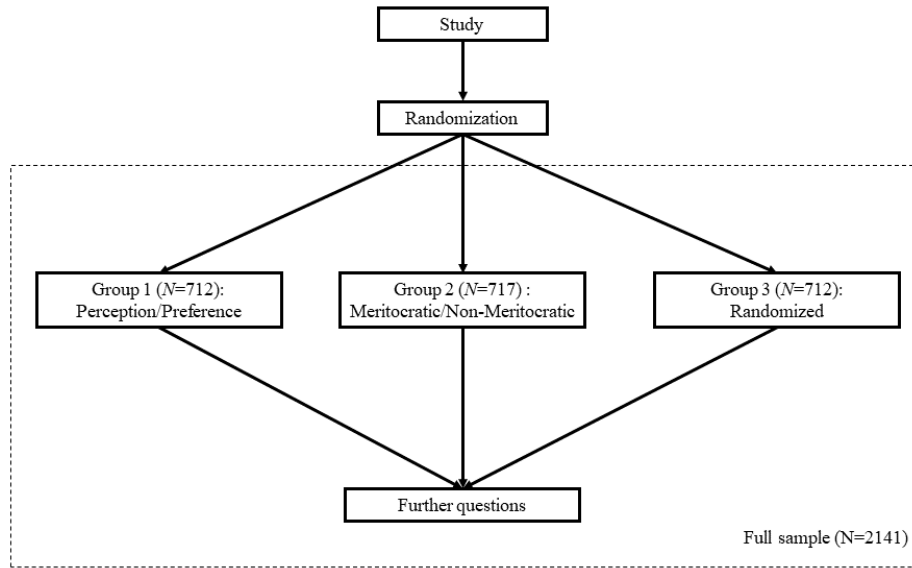 Study
Randomization
Group 1 (N=712):
Perception/Preference
Group 2 (N=717) :
Meritocratic/Non-Meritocratic
Group 3 (N=712):
Randomized
Further questions
Full sample (N=2141)